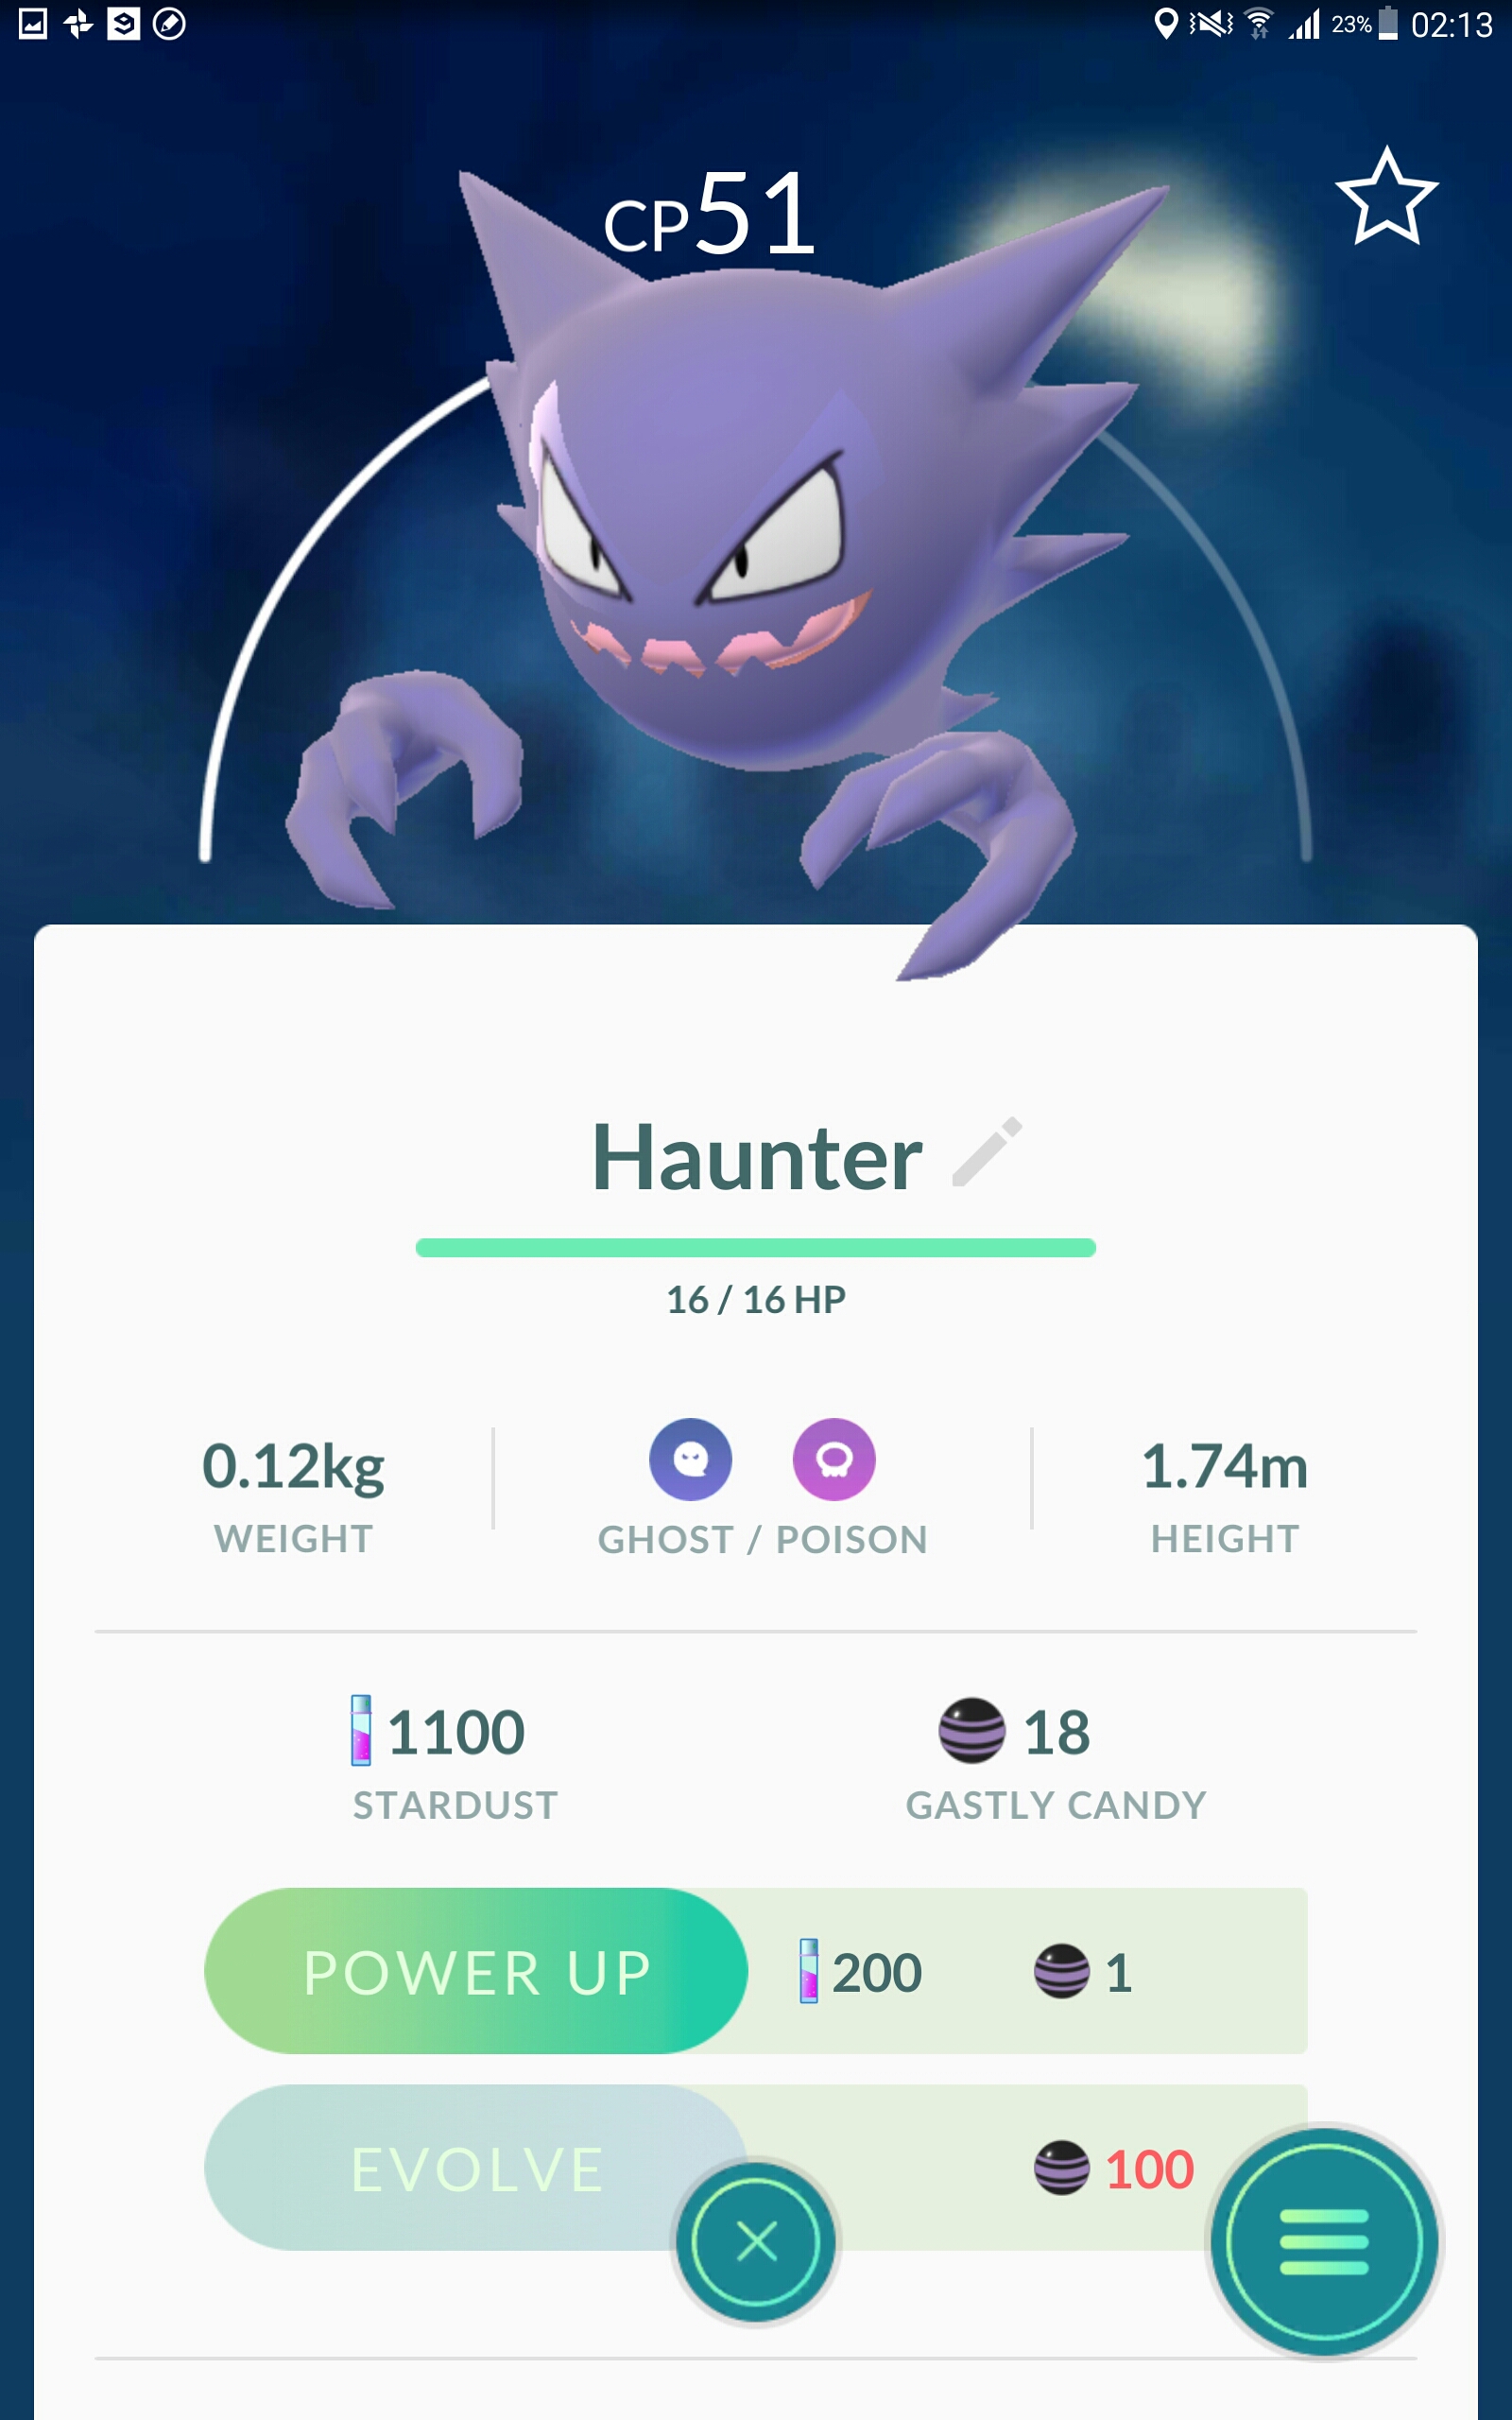 23% 02:13
CP51
Haunter
16 / 16 HP
0.12kg
WEIGHT
GHOST / POISON
1.74m
HEIGHT
1100
STARDUST
18
GASTLY CANDY
POWER UP 200 1
EVOLVE 100